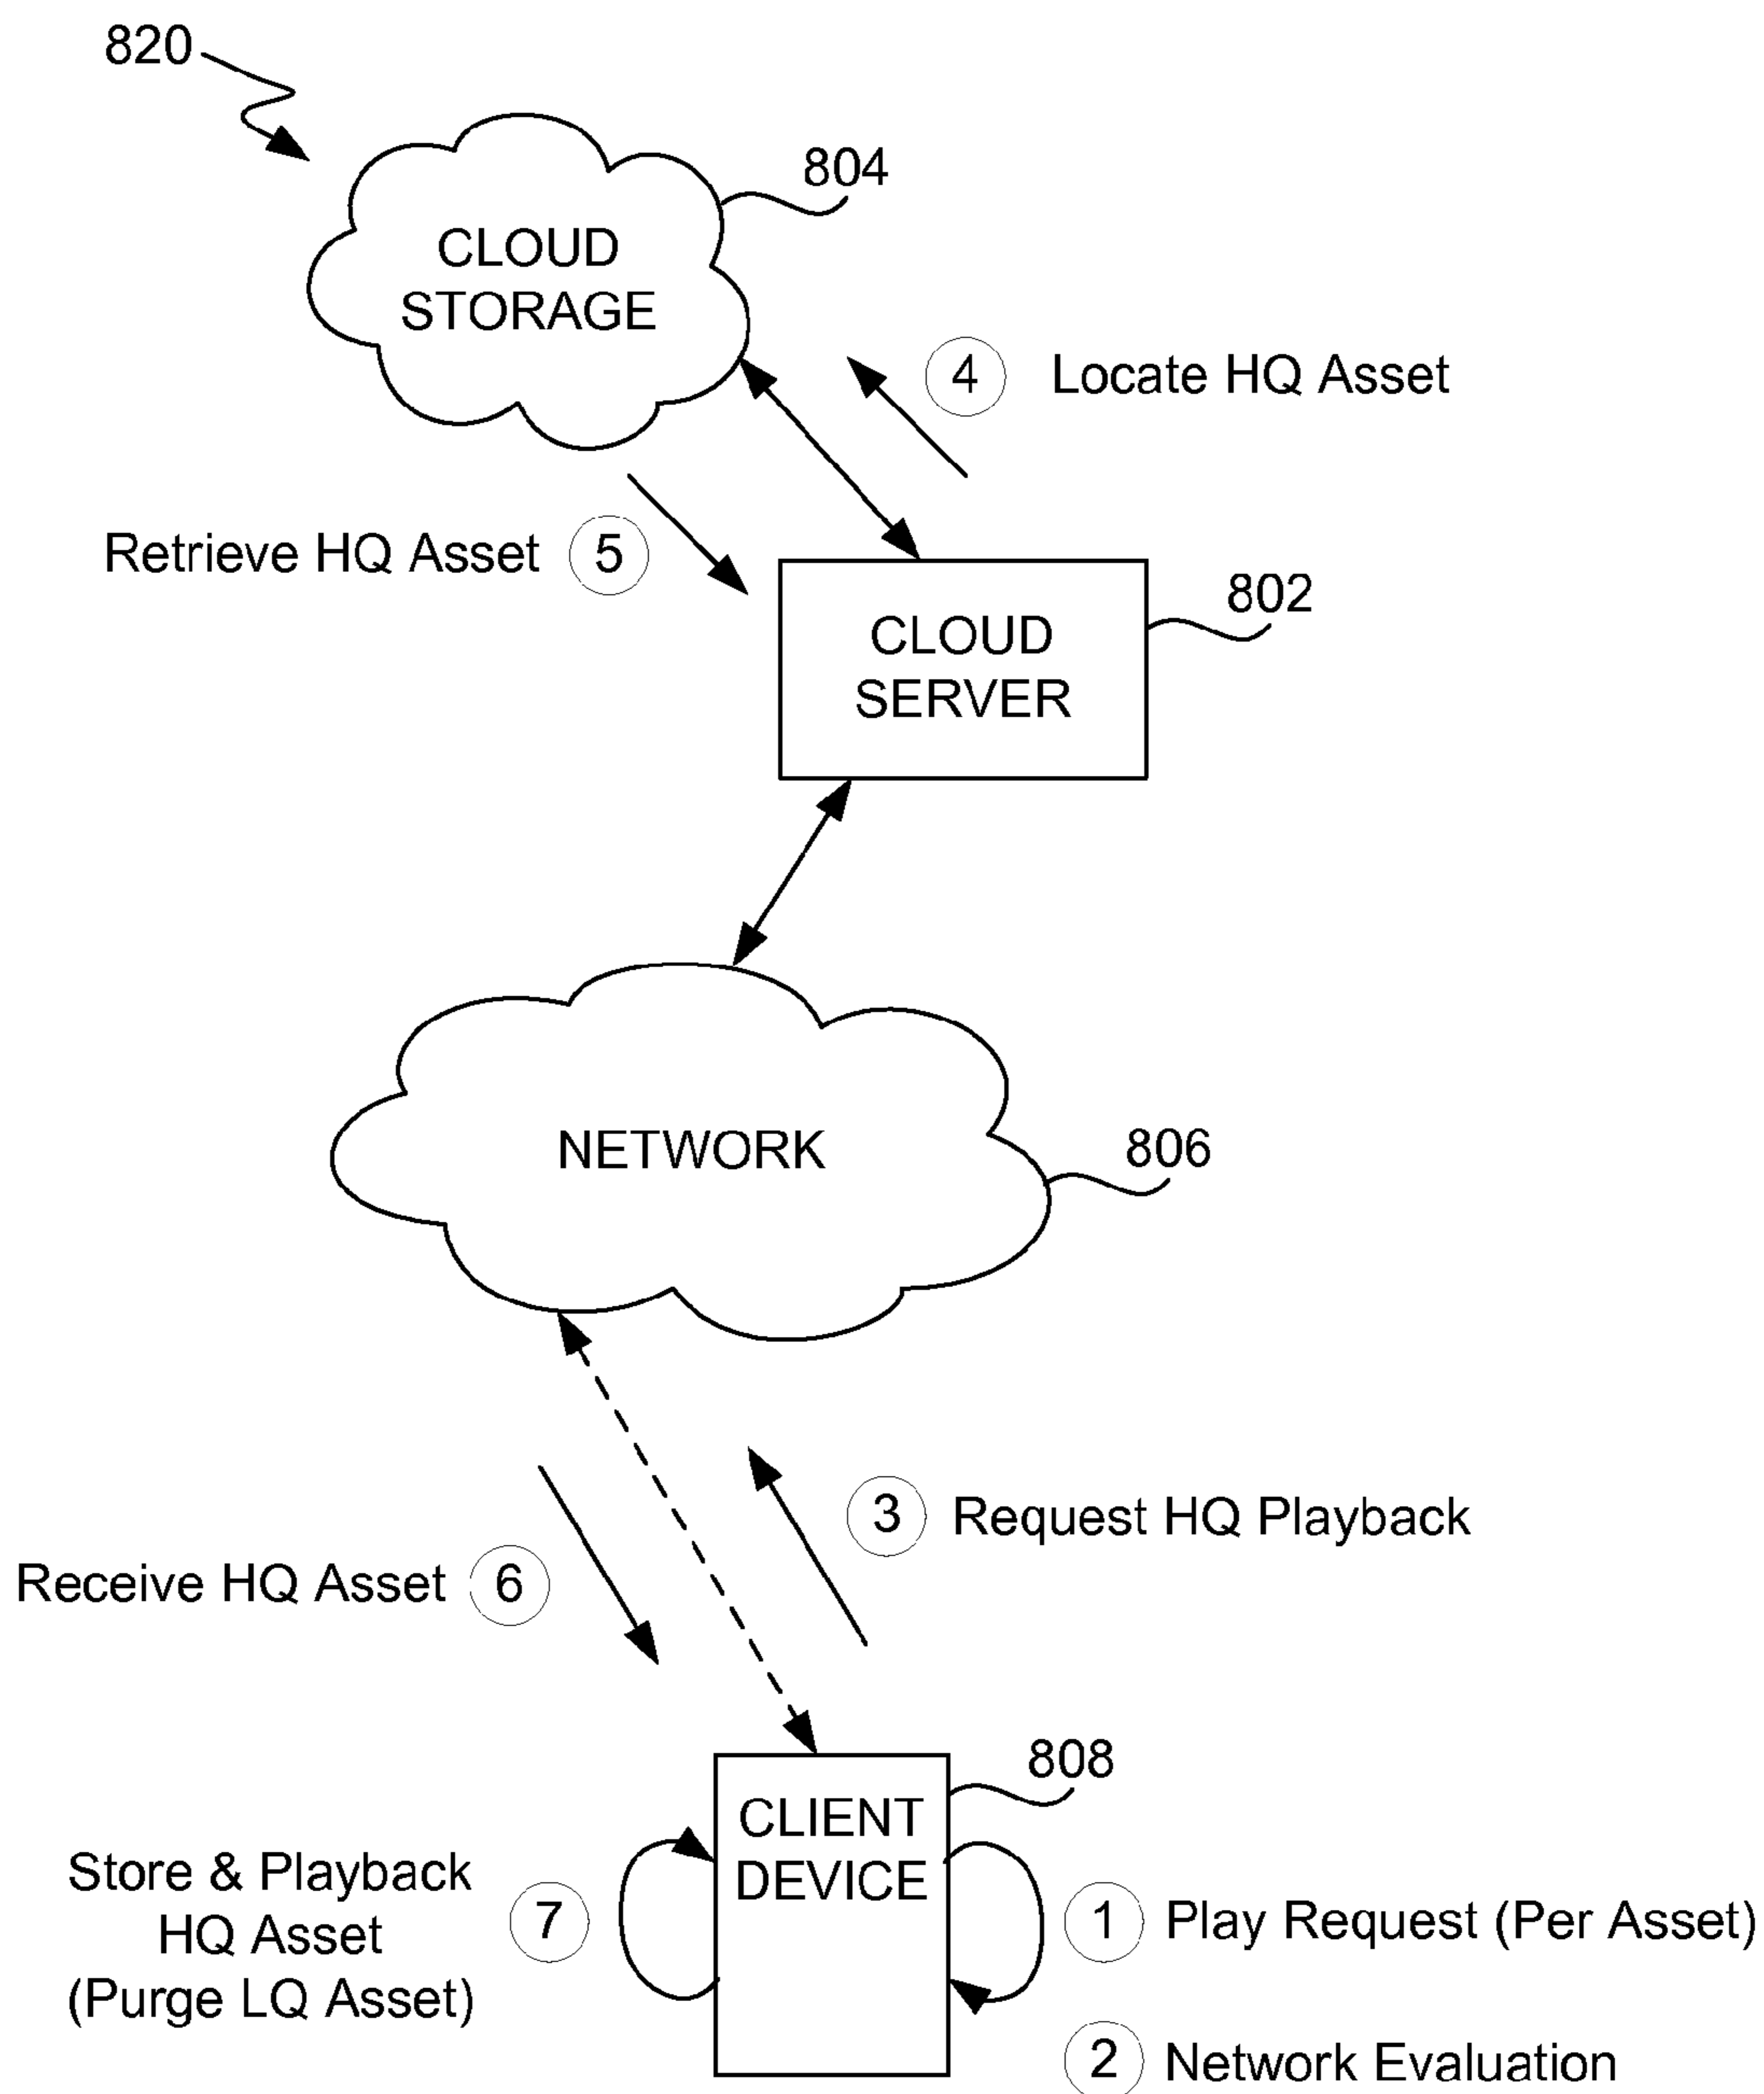 820
804
CLOUD
STORAGE
4 Locate HQ Asset
Retrieve HQ Asset 5
802
CLOUD
SERVER
NETWORK
806
3 Request HQ Playback
Receive HQ Asset 6
808
CLIENT
DEVICE
Store & Playback
HQ Asset
(Purge LQ Asset)
7
1 Play Request (Per Asset)
2 Network Evaluation